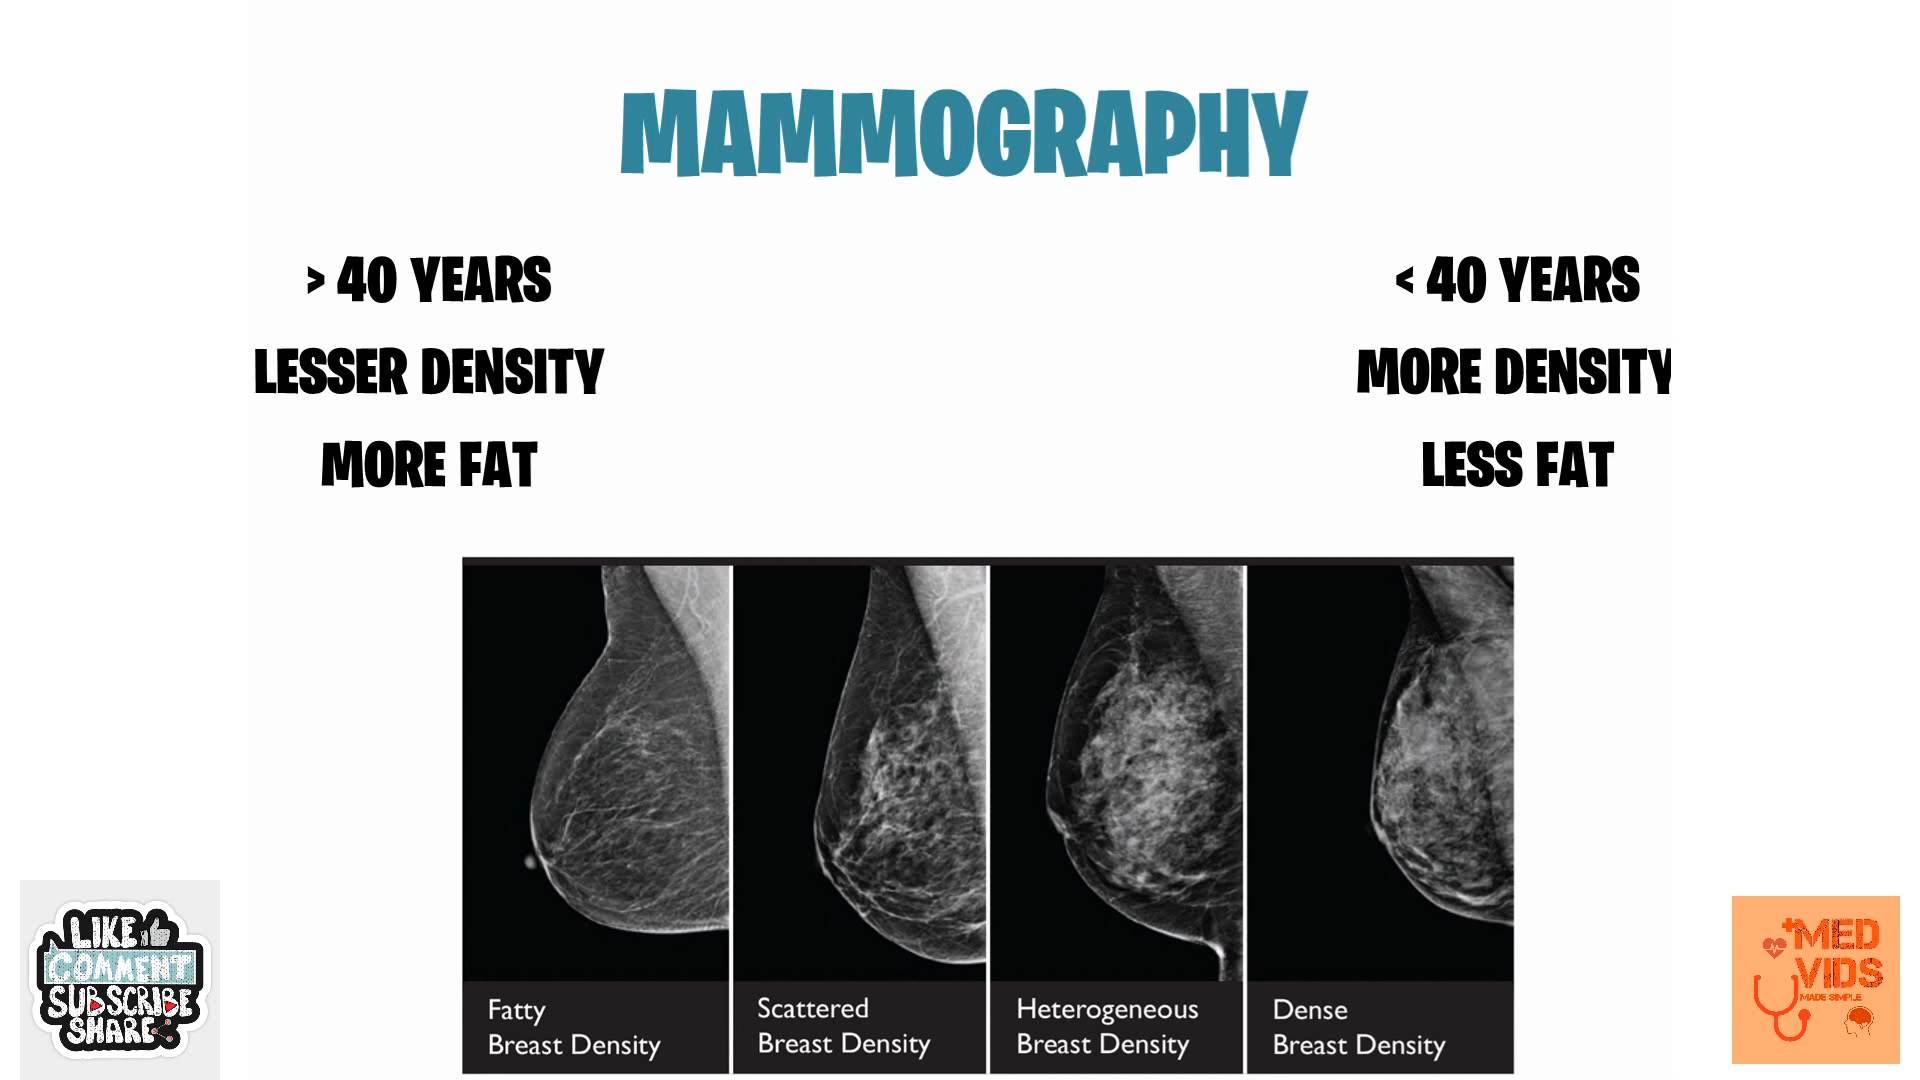 MAMMOGRAPHY
> 40 YEARS
LESSER DENSITY
MORE FAT
< 40 YEARS
MORE DENSITY
LESS FAT
Fatty
Breast Density
Scattered
Breast Density
Heterogeneous
Breast Density
Dense
Breast Density
LIKE
COMMENT
SUBSCRIBE
SHARE
MED
VIDS
MADE SIMPLE